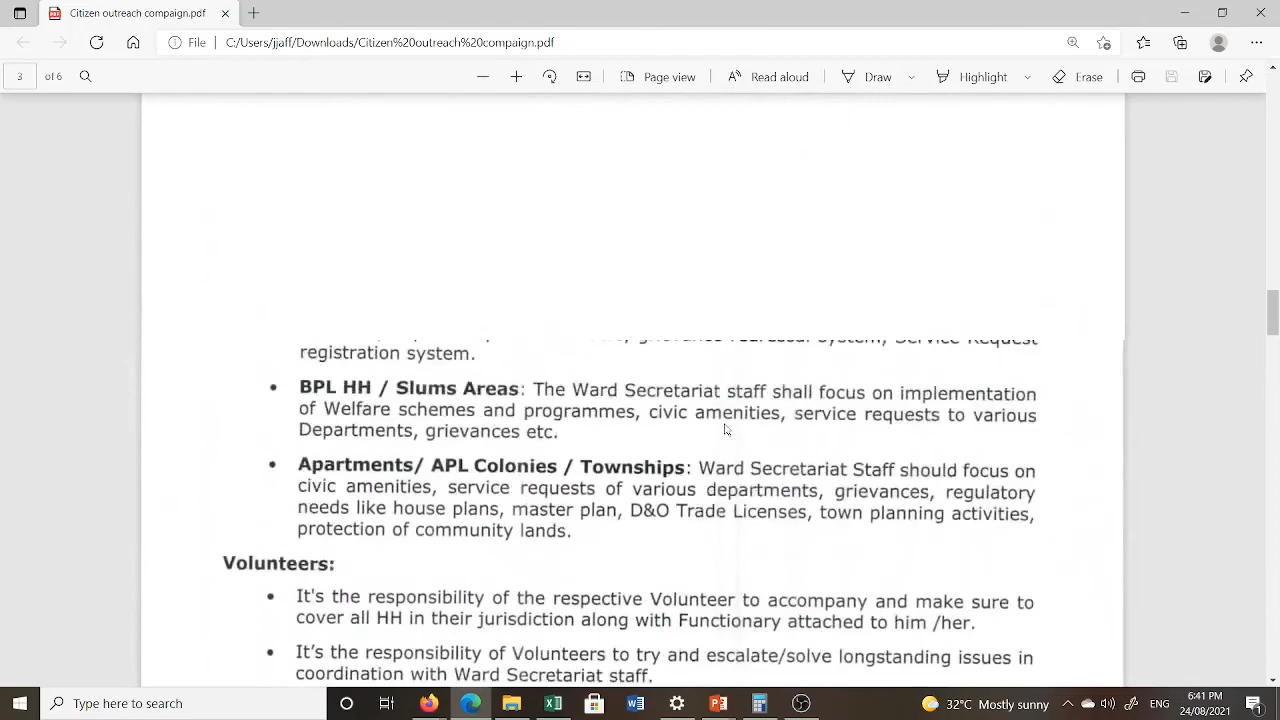 Citizen outreach compaign.pdf
File
C:/Users/jjaff/Downloads/Citizen%20outreach%20compaign.pdf
3 of 6
Page view
Read aloud
Draw
Highlight
Erase
system, Service Request
registration system.
• BPL HH / Slums Areas: The Ward Secretariat staff shall focus on implementation
of Welfare schemes and programmes, civic amenities, service requests to various
Departments, grievances etc.
• Apartments/ APL Colonies / Townships: Ward Secretariat Staff should focus on
civic amenities, service requests of various departments, grievances, regulatory
needs like house plans, master plan, D&O Trade Licenses, town planning activities,
protection of community lands.
Volunteers:
• It's the responsibility of the respective Volunteer to accompany and make sure to
cover all HH in their jurisdiction along with Functionary attached to him /her.
• It's the responsibility of Volunteers to try and escalate/solve longstanding issues in
coordination with Ward Secretariat staff.
Type here to search
33°C Mostly sunny
ENG
6:41 PM
24/08/2021